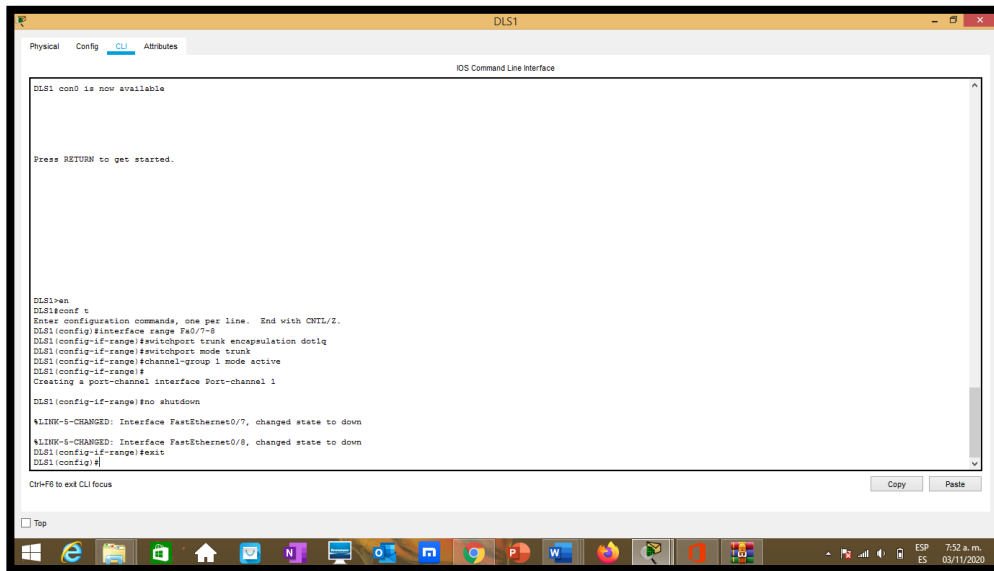 DLS1
Physical Config CLI Attributes
IOS Command Line Interface
DLS1 con0 is now available
Press RETURN to get started.
DLS1>en
DLS1#conf t
Enter configuration commands, one per line. End with CNTL/Z.
DLS1(config)#interface range Fa0/7-8
DLS1(config-if-range)#switchport trunk encapsulation dot1q
DLS1(config-if-range)#switchport mode trunk
DLS1(config-if-range)#channel-group 1 mode active
DLS1(config-if-range)#
Creating a port-channel interface Port-channel 1
DLS1(config-if-range)#no shutdown
%LINK-5-CHANGED: Interface FastEthernet0/7, changed state to down
%LINK-5-CHANGED: Interface FastEthernet0/8, changed state to down
DLS1(config-if-range)#exit
DLS1(config)#
Ctrl+F6 to exit CLI focus
Copy Paste
Top
ESP 7:52 a. m.
ES 03/11/2020